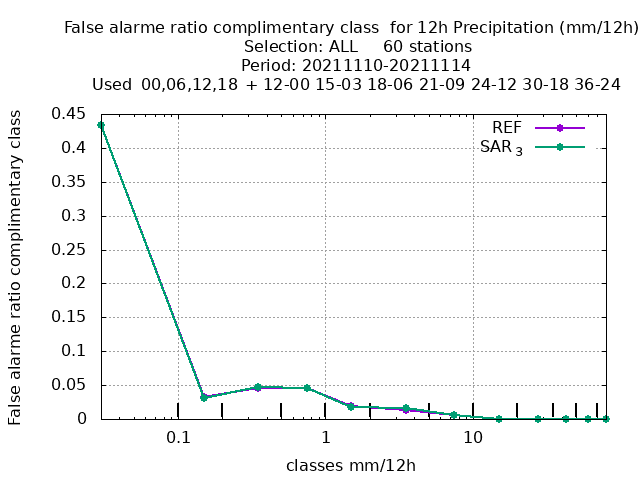 False alarme ratio complimentary class  for 12h Precipitation (mm/12h)
Selection: ALL     60 stations
Period: 20211110-20211114
Used  00,06,12,18  + 12-00 15-03 18-06 21-09 24-12 30-18 36-24
False alarme ratio complimentary class
0.45
0.4
0.35
0.3
0.25
0.2
0.15
0.1
0.05
0
REF
SAR 3
0.1
1
10
classes mm/12h